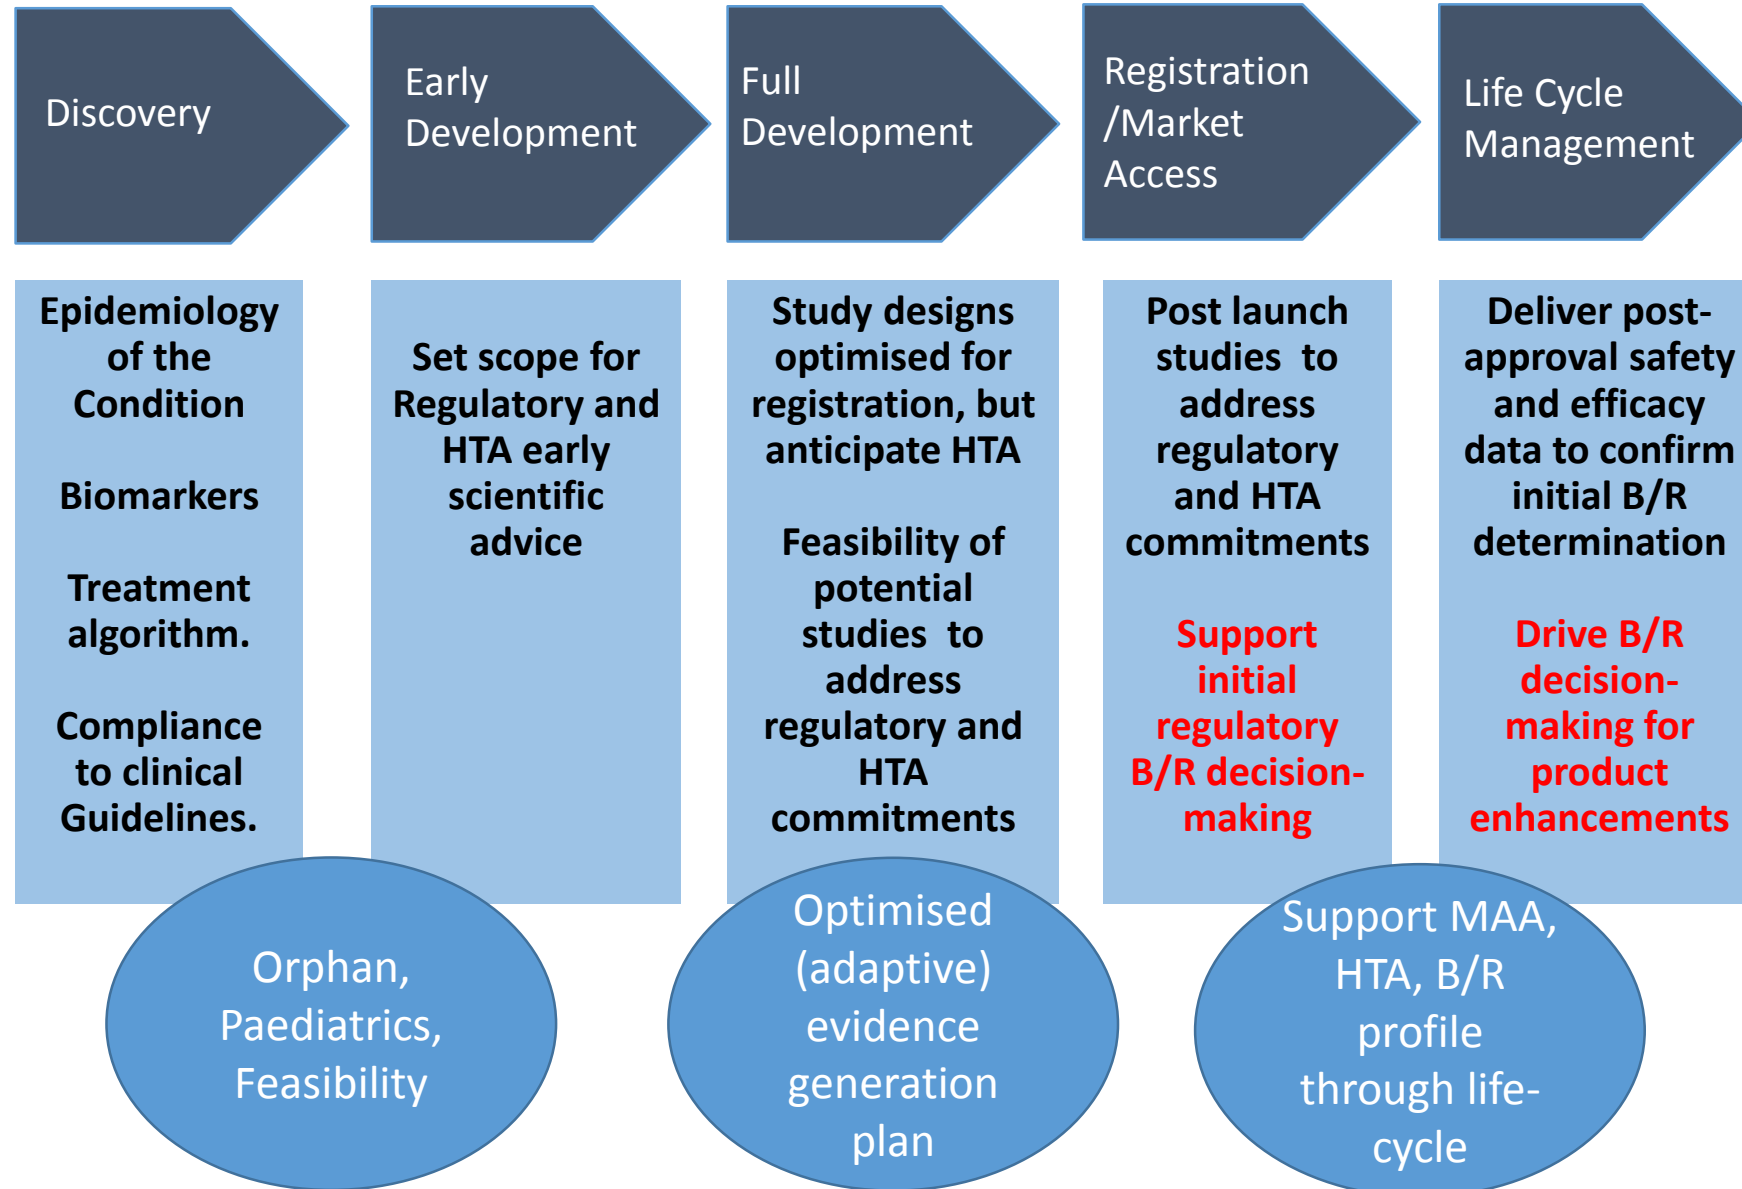 Discovery
Early
Development
Full
Development
Registration
/Market
Access
Life Cycle
Management
Epidemiology
of the
Condition
Biomarkers
Treatment
algorithm.
Compliance
to clinical
Guidelines.
Set scope for
Regulatory and
HTA early
scientific
advice
Study designs
optimised for
registration, but
anticipate HTA
Feasibility of
potential
studies to
address
regulatory and
HTA
commitments
Post launch
studies to
address
regulatory
and HTA
commitments
Support
initial
regulatory
B/R decision-
making
Deliver post-
approval safety
and efficacy
data to confirm
initial B/R
determination
Drive B/R
decision-
making for
product
enhancements
Orphan,
Paediatrics,
Feasibility
Optimised
(adaptive)
evidence
generation
plan
Support MAA,
HTA, B/R
profile
through life-
cycle